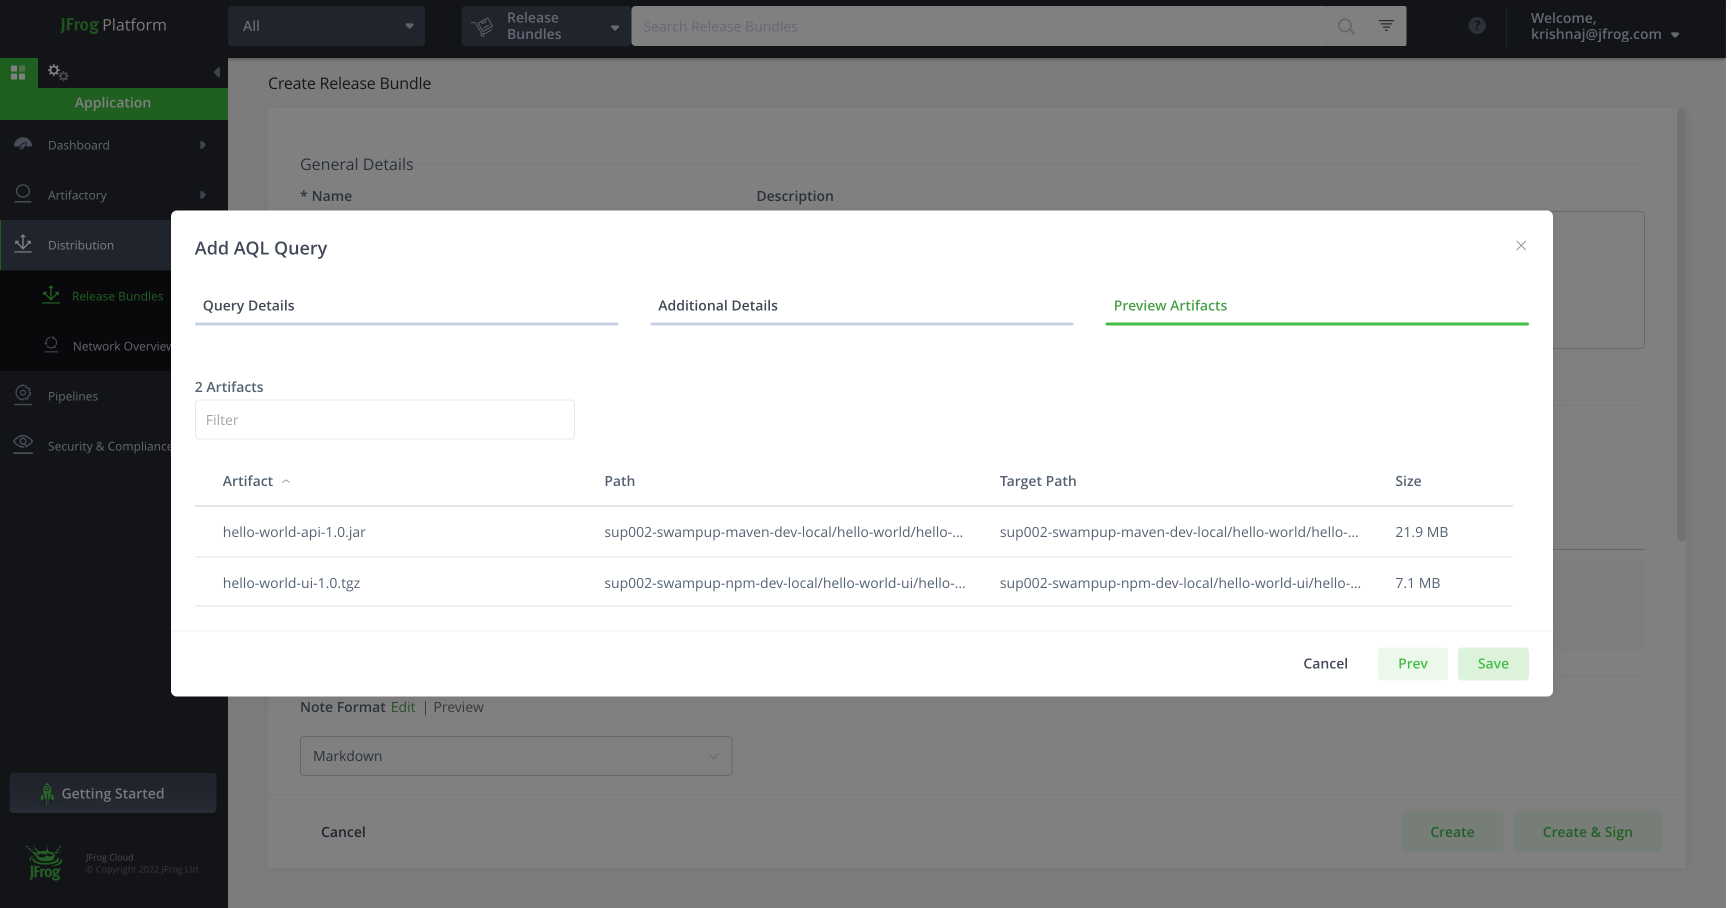 JFrog Platform
All
Release
Bundles
Search Release Bundles
?
Welcome,
krishnaj@jfrog.com
Application
Dashboard
Artifactory
Distribution
Release Bundles
Network Overview
Pipelines
Security & Compliance
Getting Started
JFrog
JFrog Cloud
© Copyright 2022 JFrog Ltd
Create Release Bundle
General Details
* Name
Description
Add AQL Query
Query Details
Additional Details
Preview Artifacts
2 Artifacts
Filter
Artifact Path Target Path Size
hello-world-api-1.0.jar sup002-swampup-maven-dev-local/hello-world/hello-... sup002-swampup-maven-dev-local/hello-world/hello-... 21.9 MB
hello-world-ui-1.0.tgz sup002-swampup-npm-dev-local/hello-world-ui/hello-... sup002-swampup-npm-dev-local/hello-world-ui/hello-... 7.1 MB
Cancel Prev Save
Note Format Edit | Preview
Markdown
Cancel Create Create & Sign